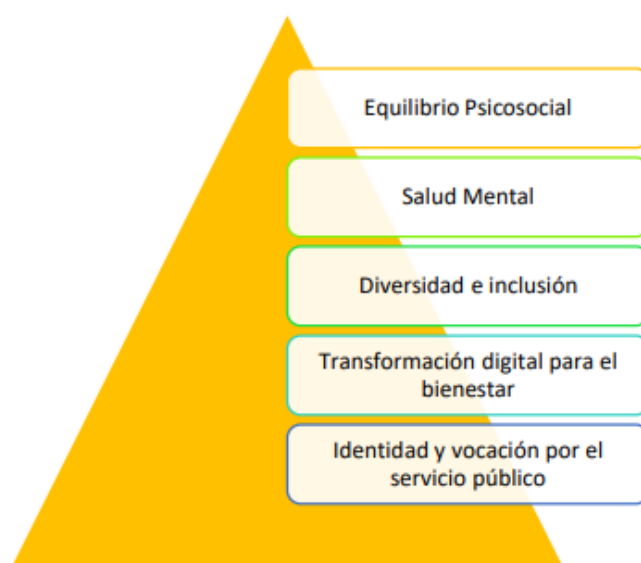 Equilibrio Psicosocial
Salud Mental
Diversidad e inclusión
Transformación digital para el
bienestar
Identidad y vocación por el
servicio público